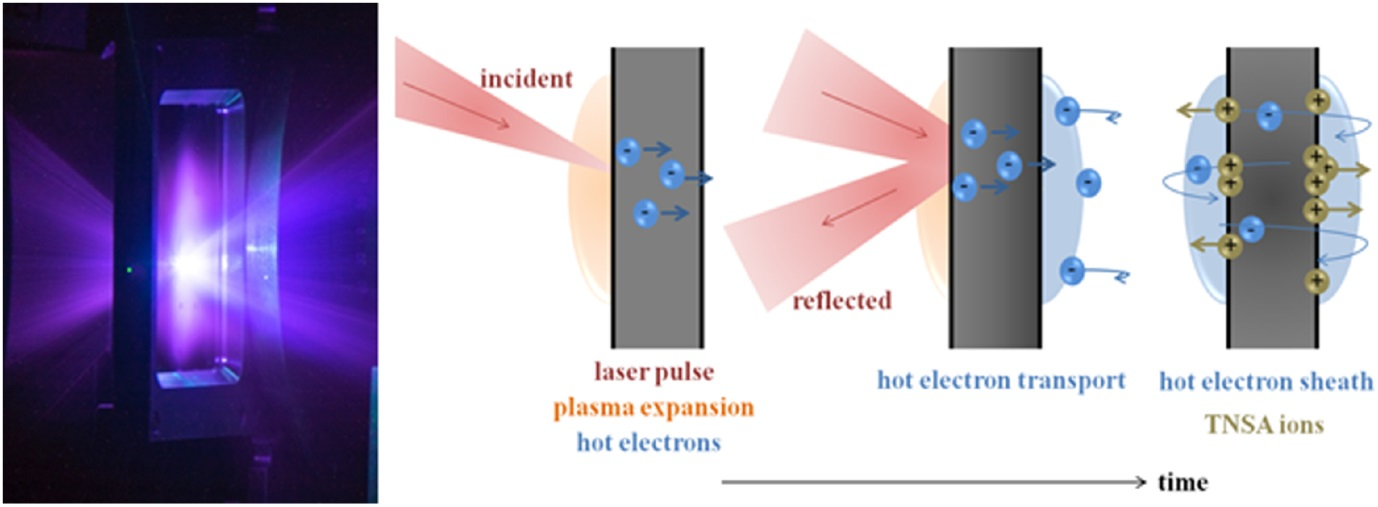 incident
reflected
laser pulse
plasma expansion
hot electrons
hot electron transport
hot electron sheath
TNSA ions
time